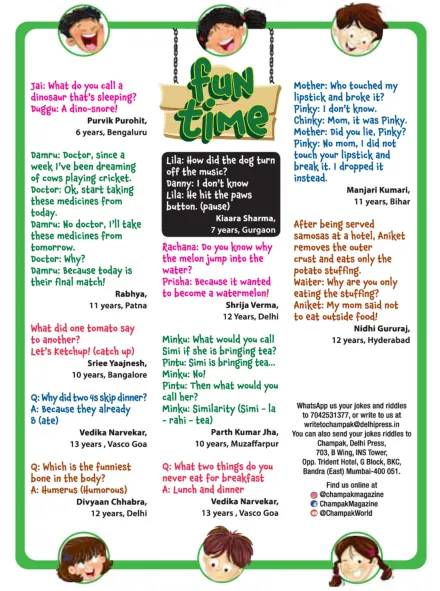 Jai: What do you call a
dinosaur that's sleeping?
Duggu: A dino-snore!
Purvik Purohit,
6 years, Bengaluru
Damru: Doctor, since a
week I've been dreaming
of cows playing cricket.
Doctor: Ok, start taking
these medicines from
today.
Damru: No doctor, I'll take
these medicines from
tomorrow.
Doctor: Why?
Damru: Because today is
their final match!
Rabhya,
11 years, Patna
What did one tomato say
to another?
Let's ketchup! (catch up)
Sriee Yaajnesh,
10 years, Bangalore
Q: Why did two 4s skip dinner?
A: Because they already
8 (ate)
Vedika Narvekar,
13 years , Vasco Goa
Q: Which is the funniest
bone in the body?
A: Humerus (Humorous)
Divyaan Chhabra,
12 years, Delhi
fun
time
Lila: How did the dog turn
off the music?
Danny: I don't know
Lila: He hit the paws
button. (pause)
Kiaara Sharma,
7 years, Gurgaon
Rachana: Do you know why
the melon jump into the
water?
Prisha: Because it wanted
to become a watermelon!
Shrija Verma,
12 Years, Delhi
Minku: What would you call
Simi if she is bringing tea?
Pintu: Simi is bringing tea...
Minku: No!
Pintu: Then what would you
call her?
Minku: Similarity (Simi - la
- rahi - tea)
Parth Kumar Jha,
10 years, Muzaffarpur
Q: What two things do you
never eat for breakfast
A: Lunch and dinner
Vedika Narvekar,
13 years , Vasco Goa
Mother: Who touched my
lipstick and broke it?
Pinky: I don't know.
Chinky: Mom, it was Pinky.
Mother: Did you lie, Pinky?
Pinky: No mom, I did not
touch your lipstick and
break it. I dropped it
instead.
Manjari Kumari,
11 years, Bihar
After being served
samosas at a hotel, Aniket
removes the outer
crust and eats only the
potato stuffing.
Waiter: Why are you only
eating the stuffing?
Aniket: My mom said not
to eat outside food!
Nidhi Gururaj,
12 years, Hyderabad
WhatsApp us your jokes and riddles
to 7042531377, or write to us at
writetochampak@delhipress.in
You can also send your jokes/riddles to
Champak, Delhi Press,
703, B Wing, INS Tower,
Opp. Trident Hotel, G Block, BKC,
Bandra (East) Mumbai-400 051.
Find us online at
@champakmagazine
ChampakMagazine
@ChampakWorld